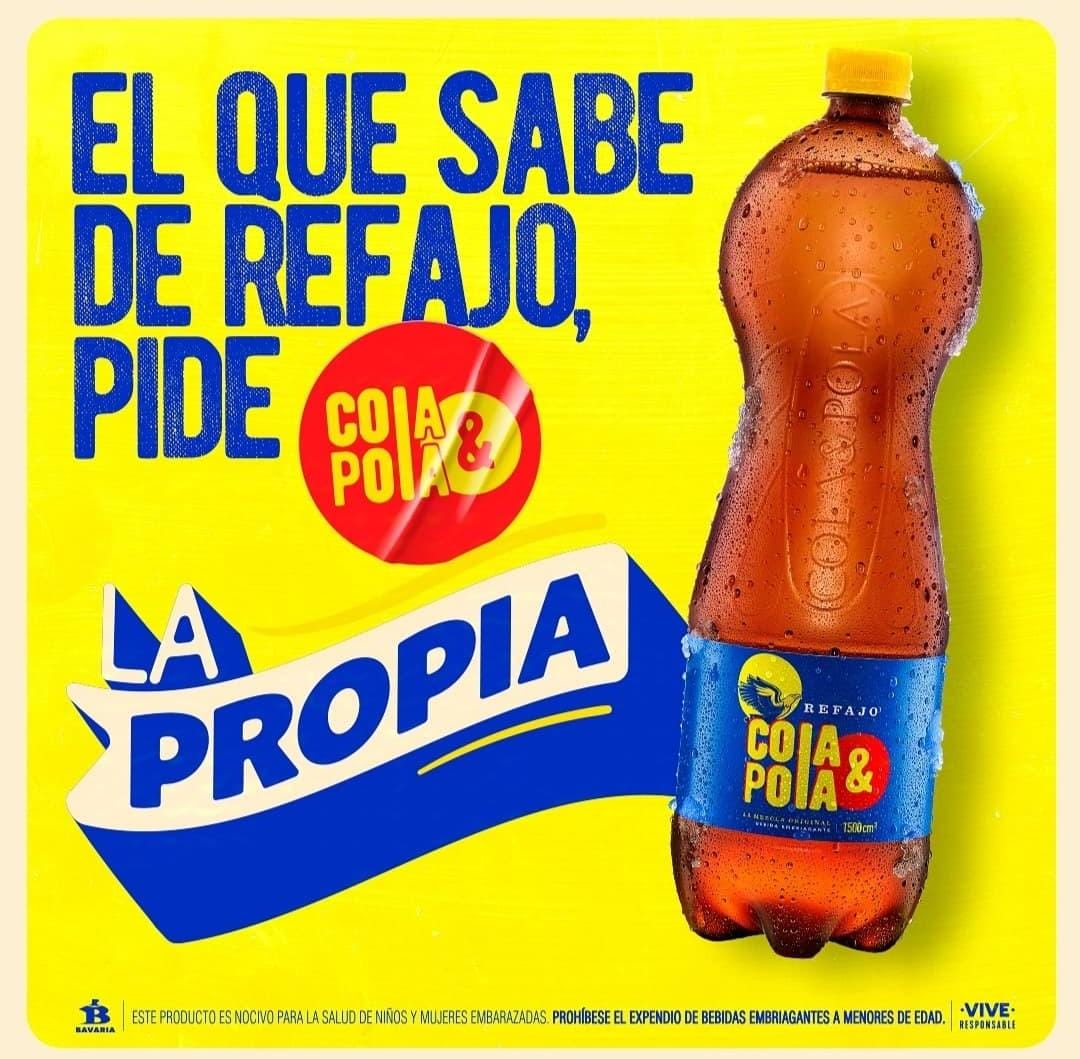 EL QUE SABE
DE REFAJO,
PIDE
COLA &
POLA
LA
PROPIA
COLA & POLA
REFAJO
COLA &
POLA
LA MEZCLA ORIGINAL
BEBIDA EMBRIAGANTE
1500 cm³
B
BAVARIA
ESTE PRODUCTO ES NOCIVO PARA LA SALUD DE NIÑOS Y MUJERES EMBARAZADAS. PROHÍBESE EL EXPENDIO DE BEBIDAS EMBRIAGANTES A MENORES DE EDAD.
·VIVE·
RESPONSABLE